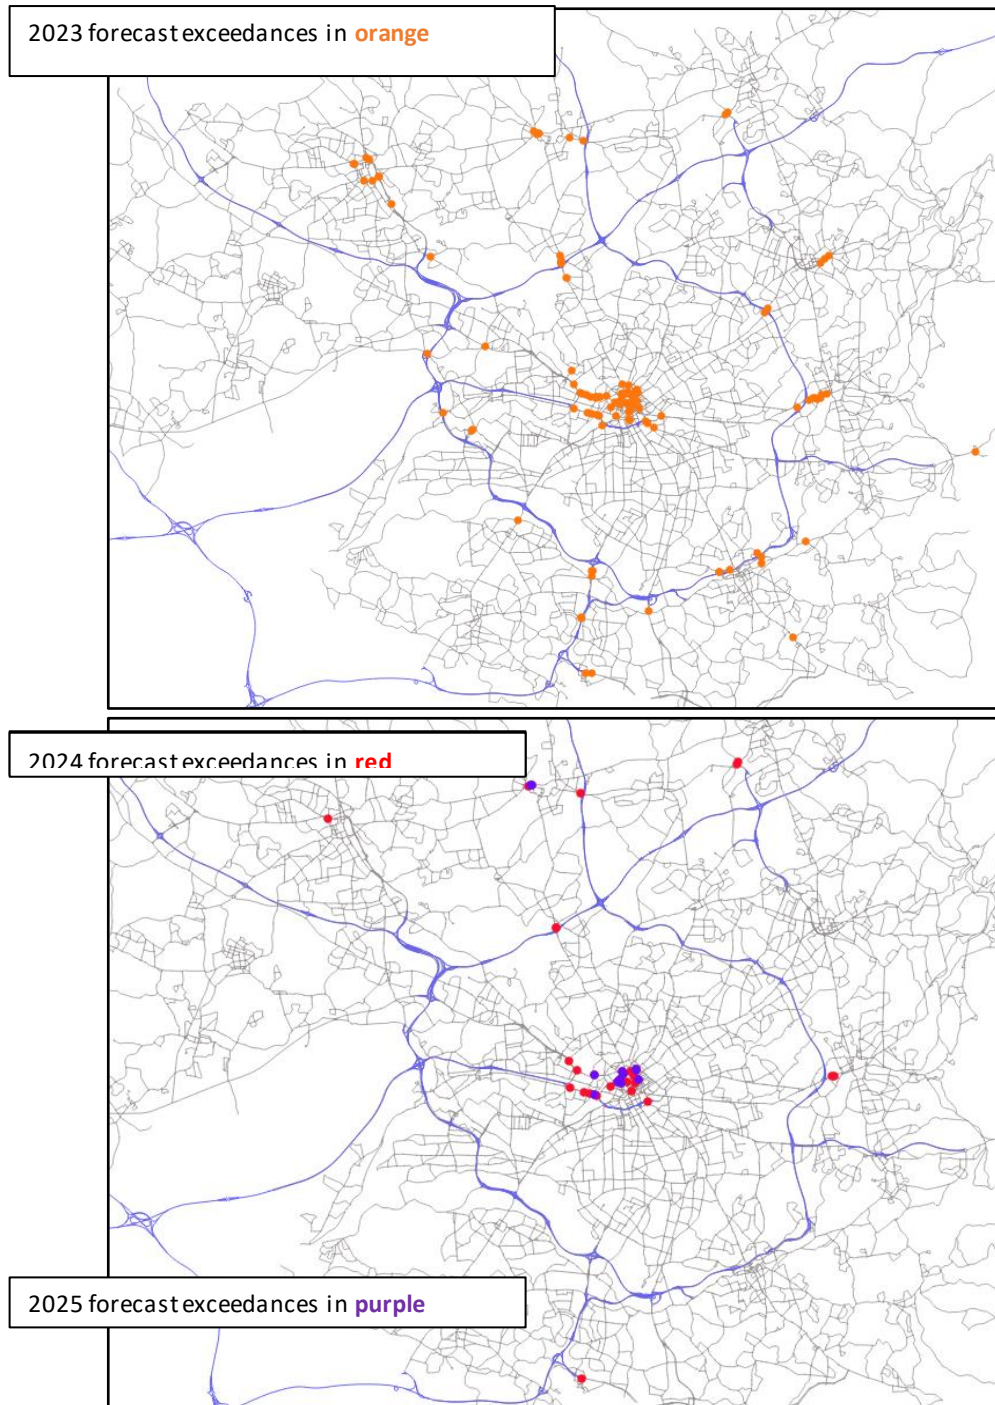 2023 forecast exceedances in orange
2024 forecast exceedances in red
2025 forecast exceedances in purple